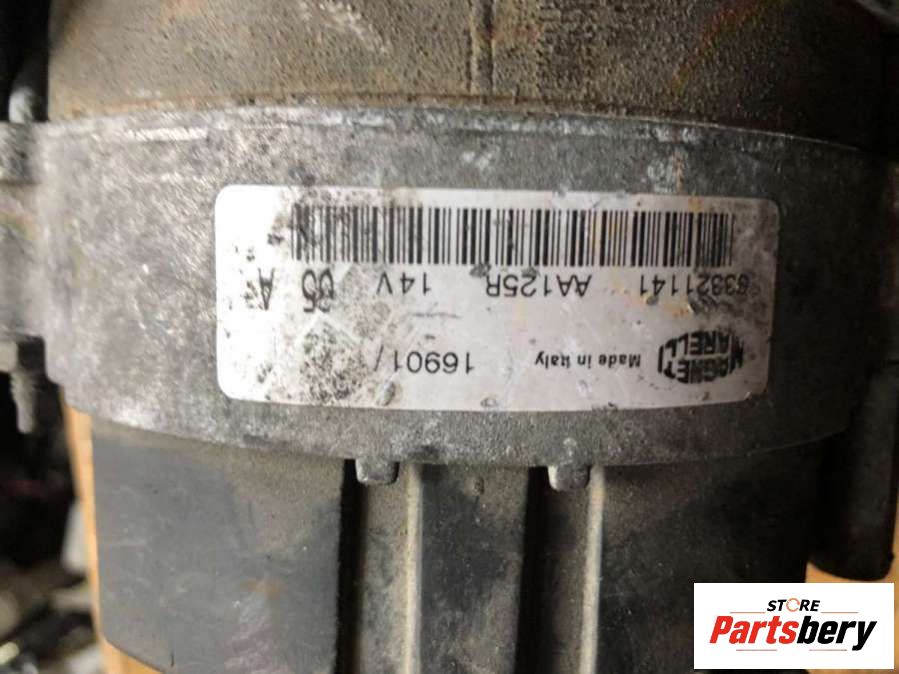 MAGNETI
MARELLI
Made in Italy 16901/
63321141 AA125R 14V 85 A
STORE
Partsbery